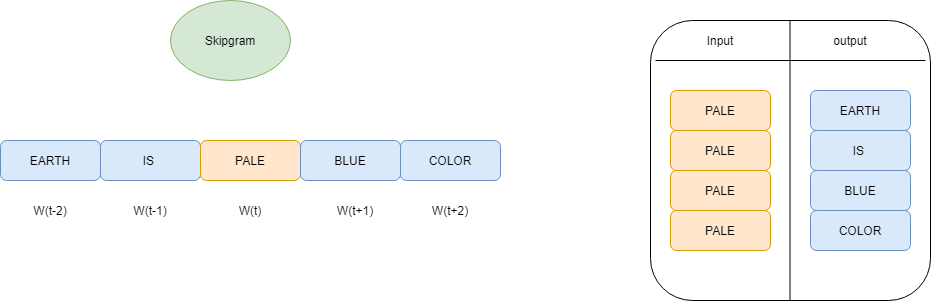 Skipgram
EARTH IS PALE BLUE COLOR
W(t-2) W(t-1) W(t) W(t+1) W(t+2)
Input output
PALE EARTH
PALE IS
PALE BLUE
PALE COLOR